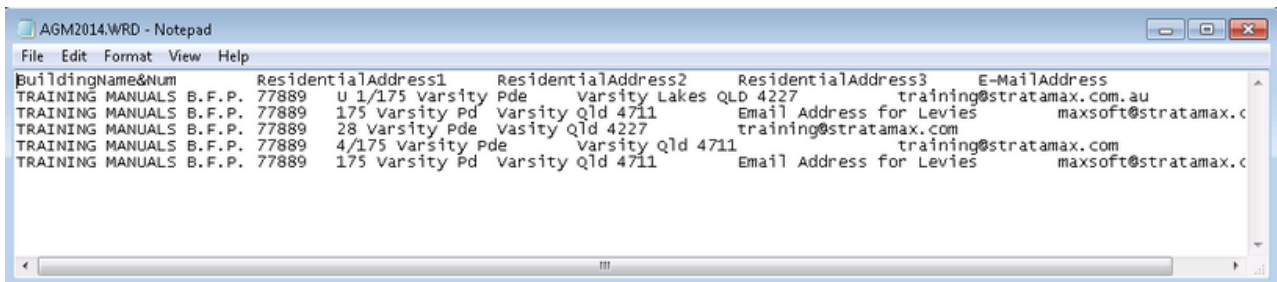 AGM2014.WRD - Notepad
File Edit Format View Help
BuildingName&Num ResidentialAddress1 ResidentialAddress2 ResidentialAddress3 E-MailAddress
TRAINING MANUALS B.F.P. 77889 U 1/175 Varsity Pde Varsity Lakes QLD 4227 training@stratamax.com.au
TRAINING MANUALS B.F.P. 77889 175 Varsity Pd Varsity Qld 4711 Email Address for Levies maxsoft@stratamax.c
TRAINING MANUALS B.F.P. 77889 28 Varsity Pde Vasity Qld 4227 training@stratamax.com
TRAINING MANUALS B.F.P. 77889 4/175 Varsity Pde Varsity Qld 4711 training@stratamax.com
TRAINING MANUALS B.F.P. 77889 175 Varsity Pd Varsity Qld 4711 Email Address for Levies maxsoft@stratamax.c